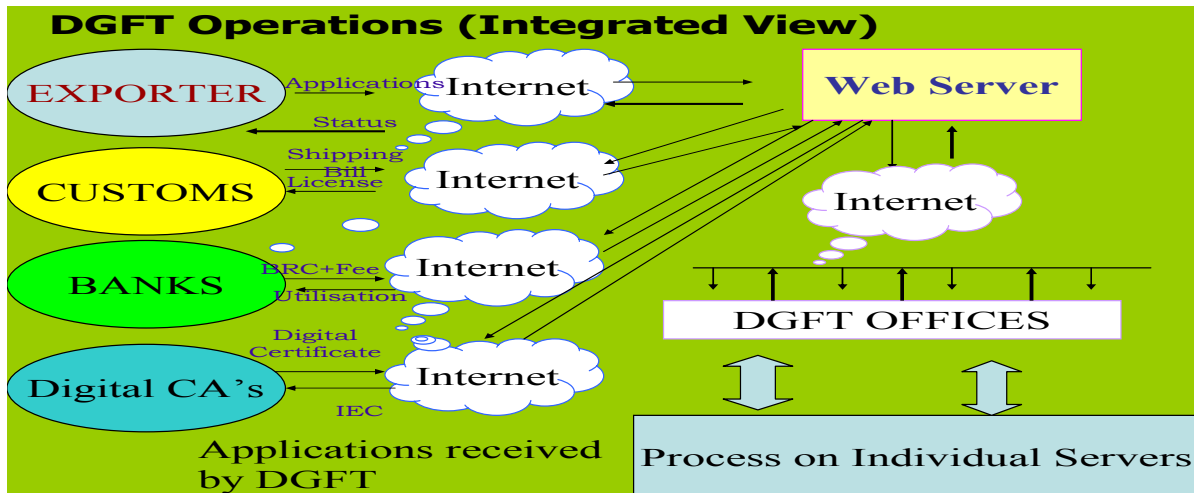 DGFT Operations (Integrated View)
EXPORTER
Applications
Internet
Web Server
Status
CUSTOMS
Shipping
Bill
License
Internet
Internet
BANKS
BRC+Fee
Utilisation
Internet
DGFT OFFICES
Digital CA's
Digital
Certificate
IEC
Internet
Applications received
by DGFT
Process on Individual Servers